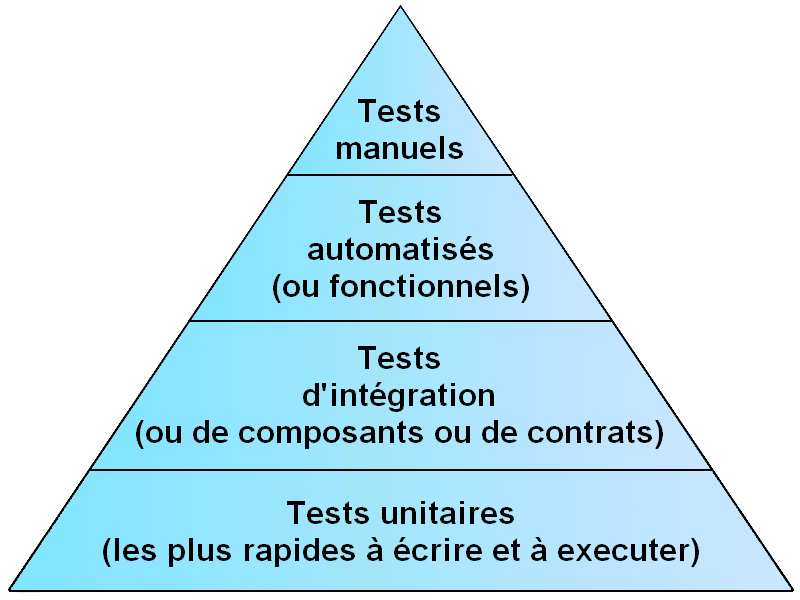 Tests
manuels
Tests
automatisés
(ou fonctionnels)
Tests
d'intégration
(ou de composants ou de contrats)
Tests unitaires
(les plus rapides à écrire et à executer)